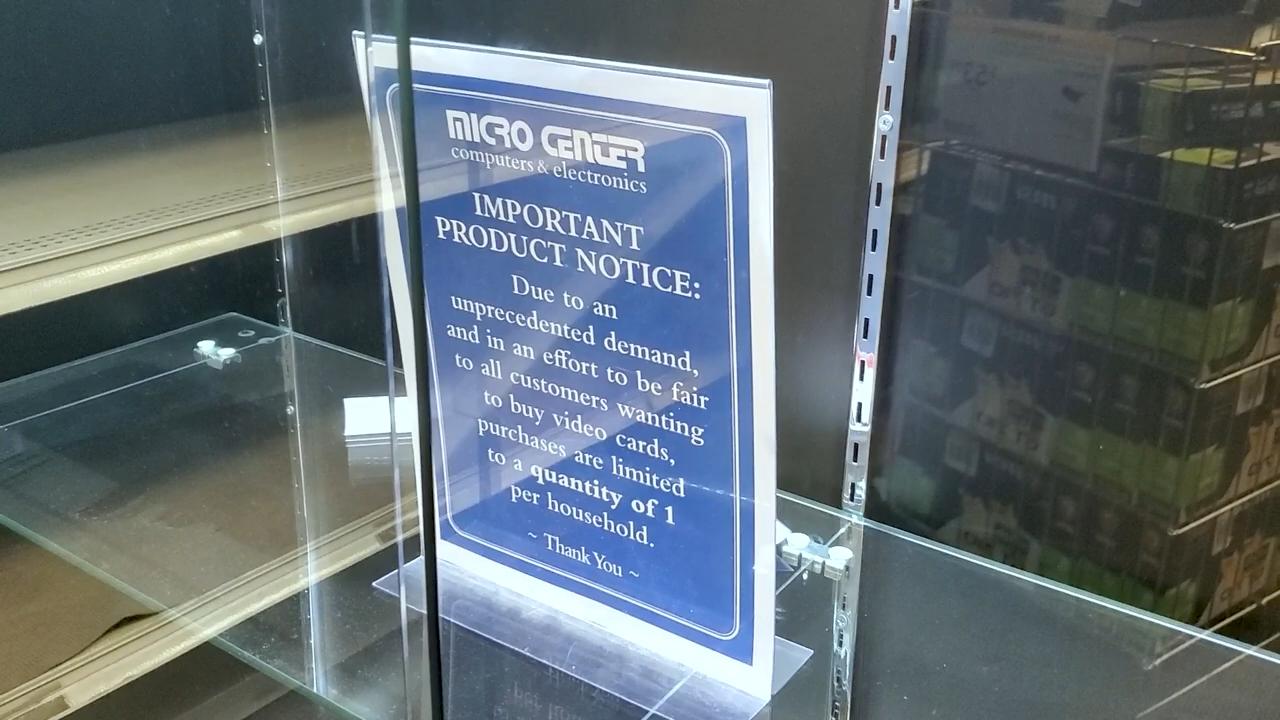 MICRO CENTER
computers & electronics
IMPORTANT
PRODUCT NOTICE:
Due to an
unprecedented demand,
and in an effort to be fair
to all customers wanting
to buy video cards,
purchases are limited
to a quantity of 1
per household.
~ Thank You ~